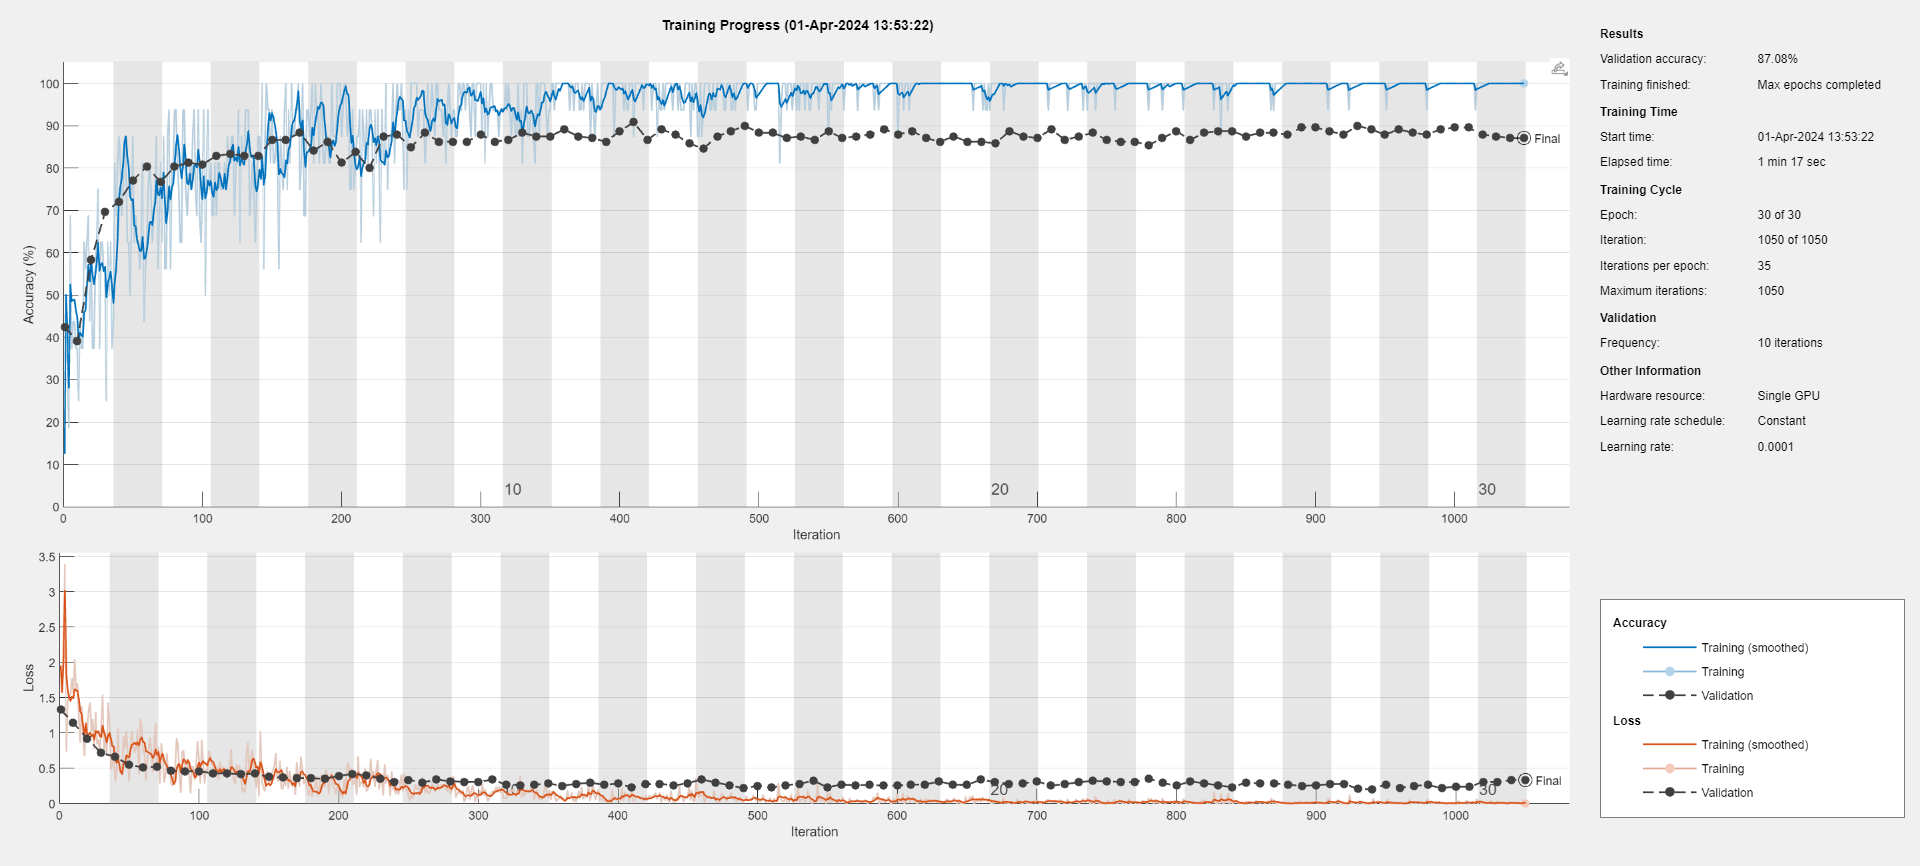 Training Progress (01-Apr-2024 13:53:22)
100
90
80
70
60
50
40
30
20
10
0
Accuracy (%)
Final
10
20
30
0 100 200 300 400 500 600 700 800 900 1000
Iteration
3.5
3
2.5
2
1.5
1
0.5
0
Loss
Final
10
20
30
0 100 200 300 400 500 600 700 800 900 1000
Iteration
Results
Validation accuracy: 87.08%
Training finished: Max epochs completed
Training Time
Start time: 01-Apr-2024 13:53:22
Elapsed time: 1 min 17 sec
Training Cycle
Epoch: 30 of 30
Iteration: 1050 of 1050
Iterations per epoch: 35
Maximum iterations: 1050
Validation
Frequency: 10 iterations
Other Information
Hardware resource: Single GPU
Learning rate schedule: Constant
Learning rate: 0.0001
Accuracy
Training (smoothed)
Training
Validation
Loss
Training (smoothed)
Training
Validation